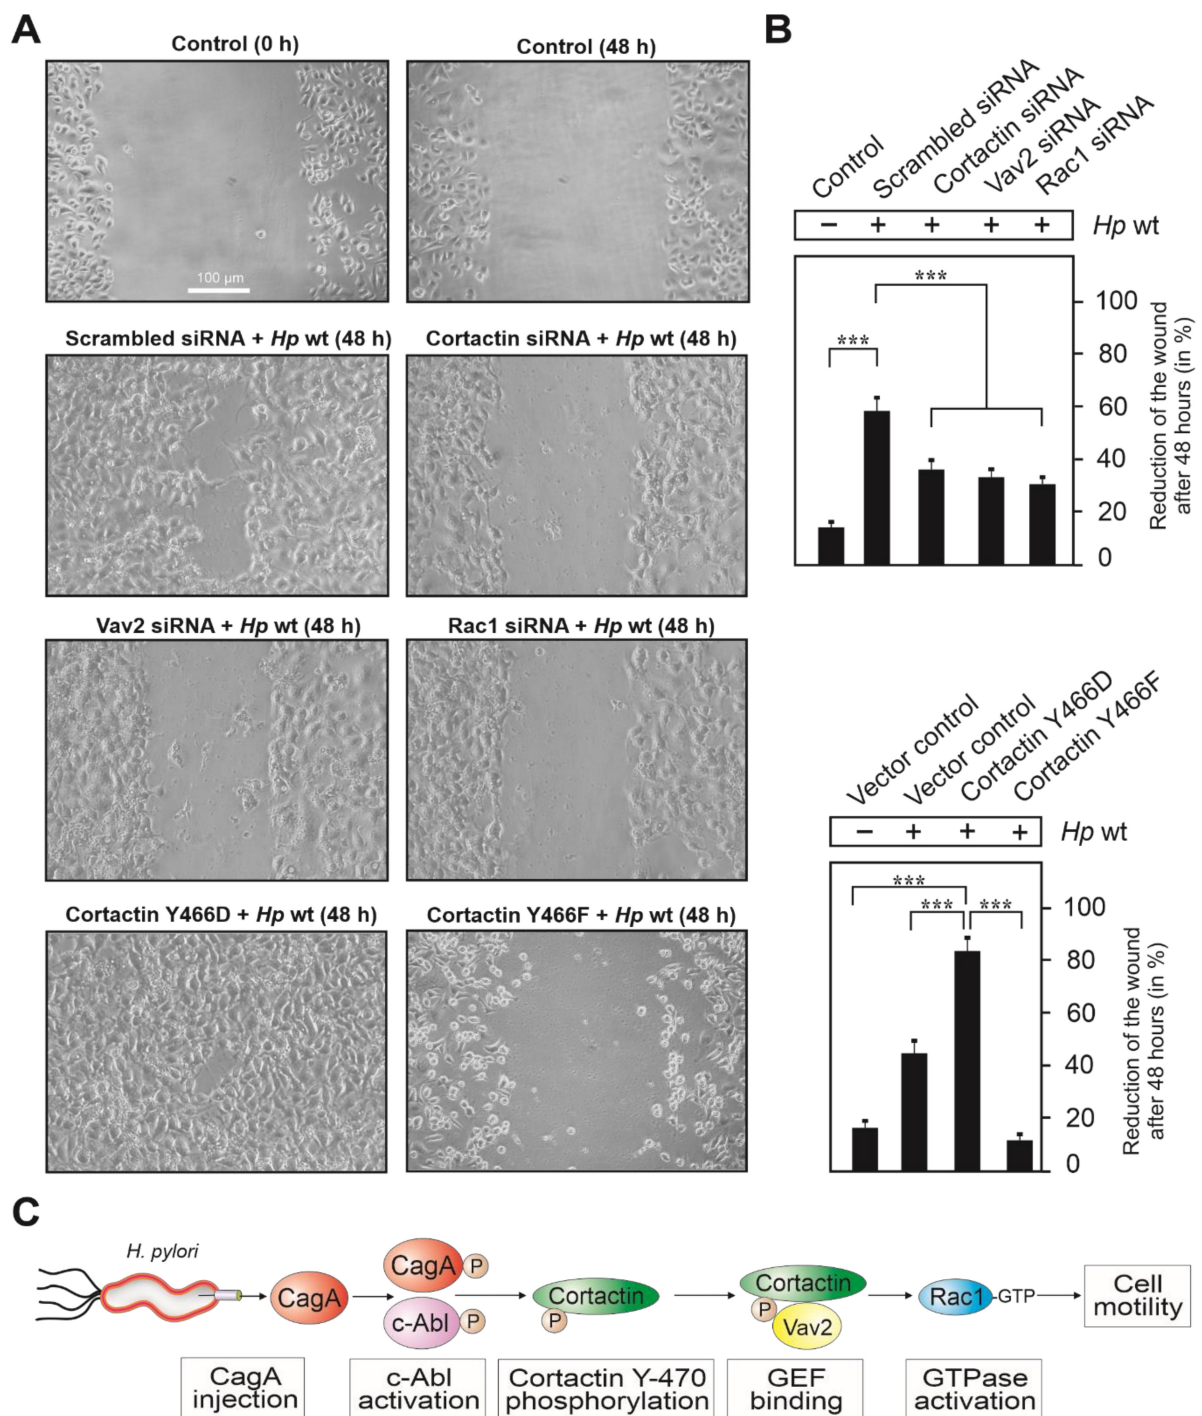 A
Control (0 h)
Control (48 h)
100 µm
Scrambled siRNA + Hp wt (48 h)
Cortactin siRNA + Hp wt (48 h)
Vav2 siRNA + Hp wt (48 h)
Rac1 siRNA + Hp wt (48 h)
Cortactin Y466D + Hp wt (48 h)
Cortactin Y466F + Hp wt (48 h)
B
Control
Scrambled siRNA
Cortactin siRNA
Vav2 siRNA
Rac1 siRNA
− + + + + Hp wt
***
***
100
80
60
40
20
0
Reduction of the wound
after 48 hours (in %)
Vector control
Vector control
Cortactin Y466D
Cortactin Y466F
− + + + Hp wt
***
*** ***
100
80
60
40
20
0
Reduction of the wound
after 48 hours (in %)
C
H. pylori
CagA
CagA P
c-Abl P
Cortactin
P
Cortactin
P
Vav2
Rac1-GTP
Cell
motility
CagA
injection
c-Abl
activation
Cortactin Y-470
phosphorylation
GEF
binding
GTPase
activation